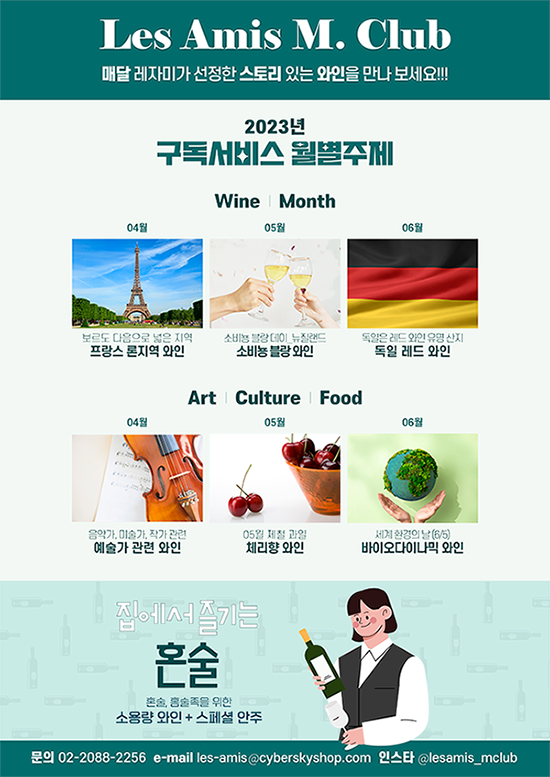 Les Amis M. Club
매달 레자미가 선정한 스토리 있는 와인을 만나 보세요!!!
2023년
구독서비스 월별주제
Wine | Month
04월 05월 06월
보르도 다음으로 넓은 지역 소비뇽 블랑 데이_뉴질랜드 독일은 레드 와인 유명 산지
프랑스 론지역 와인 소비뇽 블랑 와인 독일 레드 와인
Art | Culture | Food
04월 05월 06월
음악가, 미술가, 작가 관련 05월 제철 과일 세계 환경의 날 (6/5)
예술가 관련 와인 체리향 와인 바이오다이나믹 와인
집에서 즐기는
혼술
혼술, 홈술족을 위한
소용량 와인 + 스페셜 안주
문의 02-2088-2256 e-mail les-amis@cyberskyshop.com 인스타 @lesamis_mclub